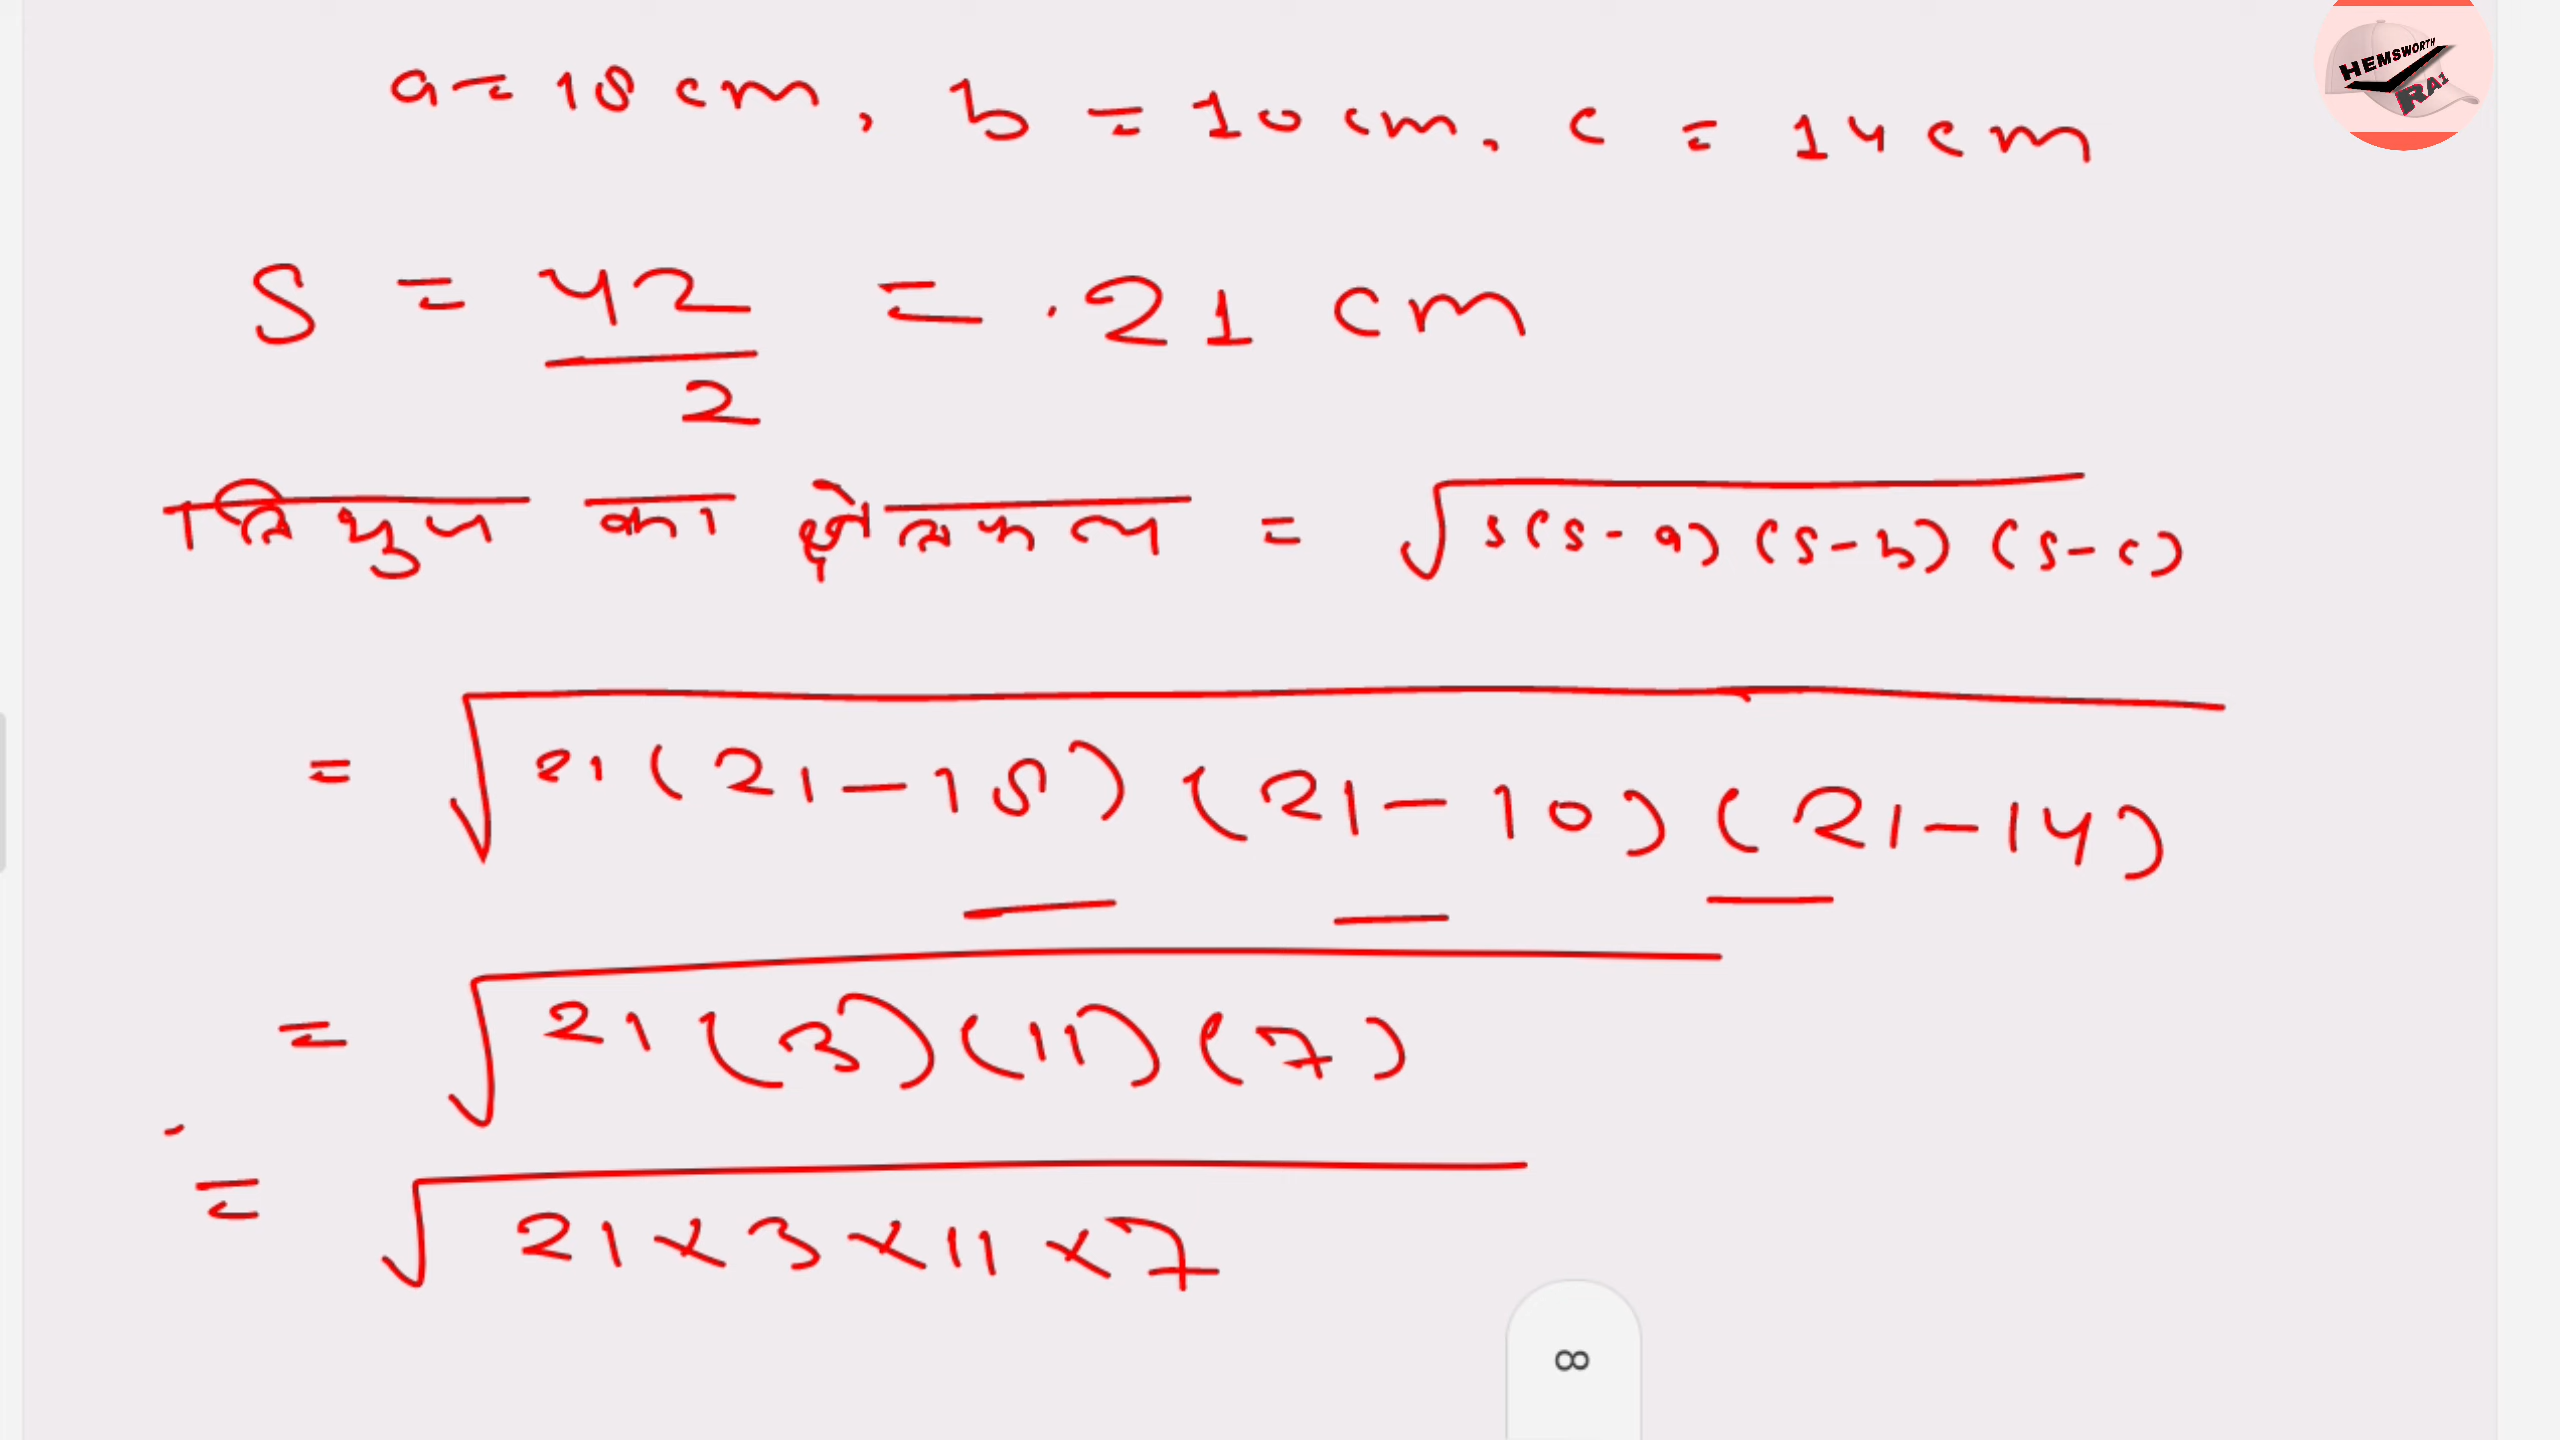 HEMSWORTH
RA1
a = 18 cm, b = 10 cm, c = 14 cm
S = 42/2 = .21 cm
त्रिभुज का क्षेत्रफल = √s(s-a)(s-b)(s-c)
= √21(21-18)(21-10)(21-14)
= √21(3)(11)(7)
= √21×3×11×7
∞